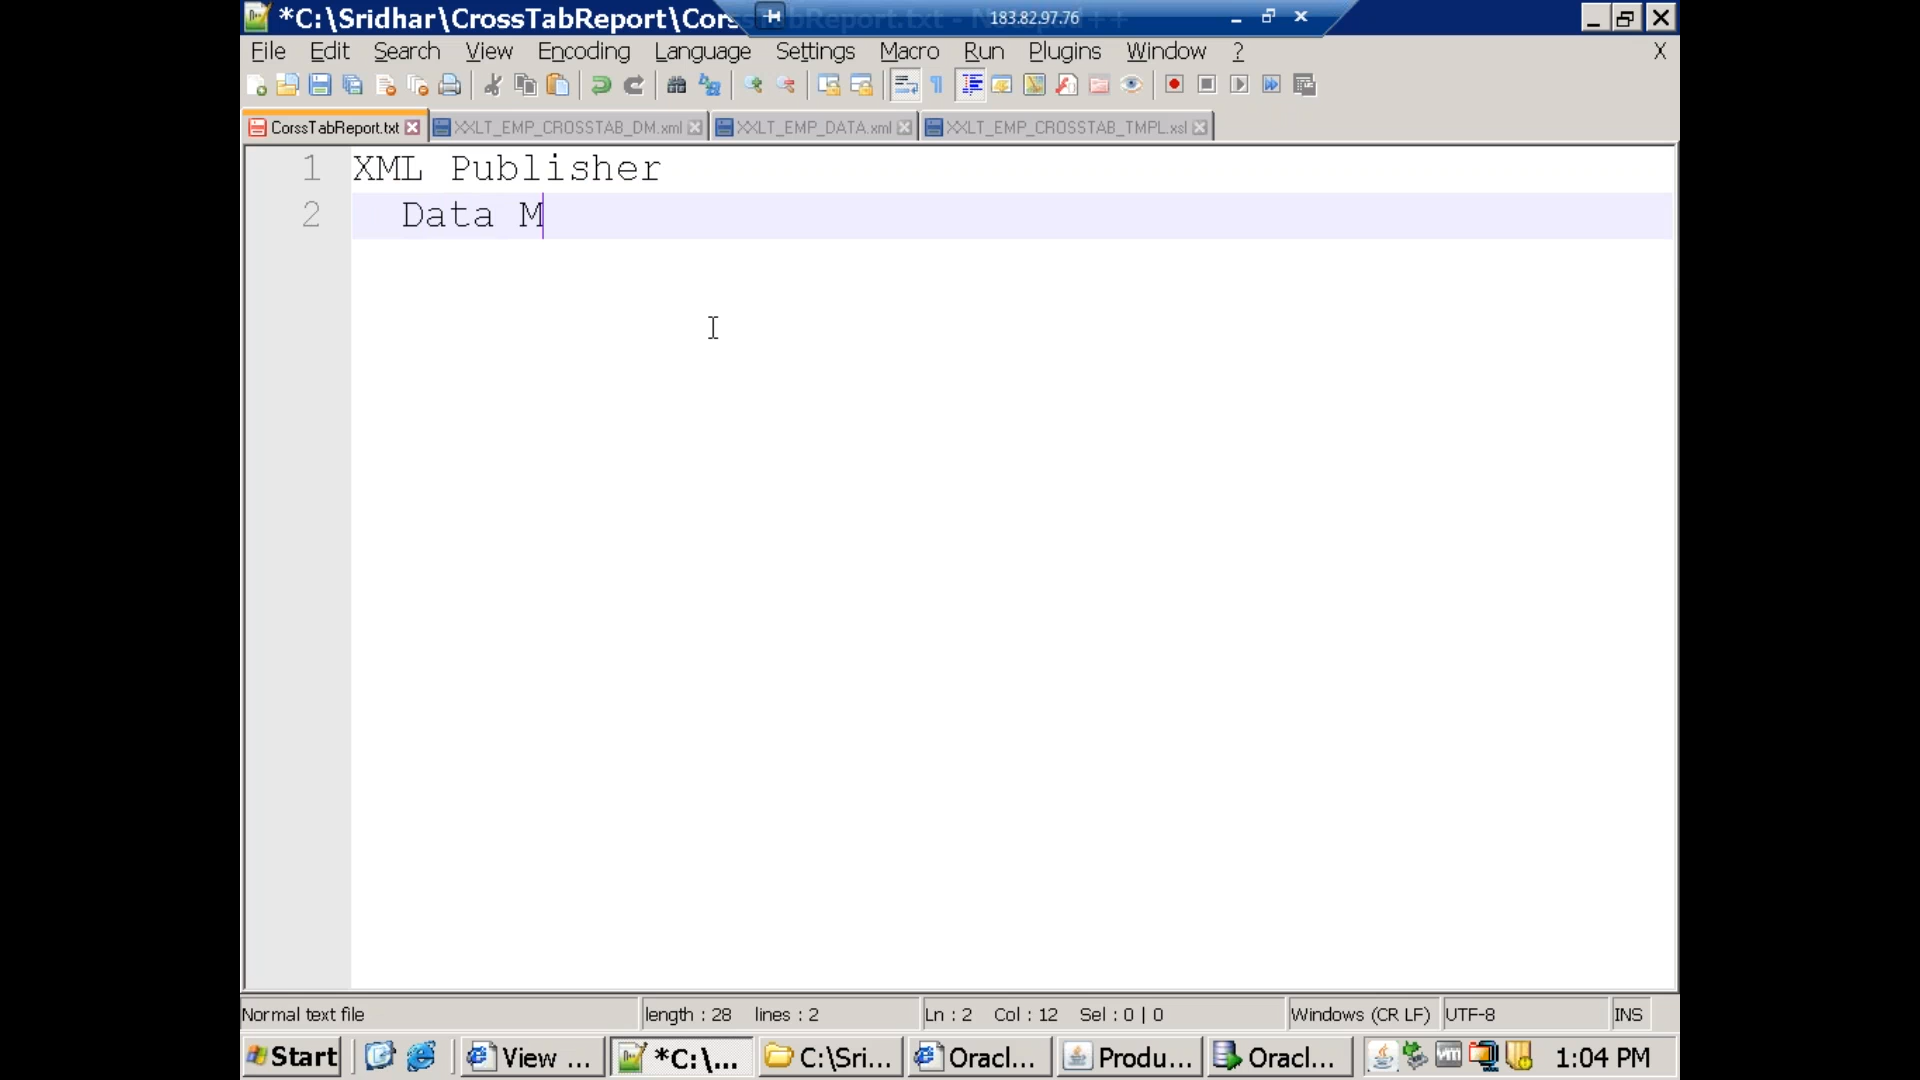 *C:\Sridhar\CrossTabReport\Cors
183.82.97.76
File Edit Search View Encoding Language Settings Macro Run Plugins Window ? X
CorssTabReport.txt XXLT_EMP_CROSSTAB_DM.xml XXLT_EMP_DATA.xml XXLT_EMP_CROSSTAB_TMPL.xsl
1 XML Publisher
2 Data M
Normal text file length : 28 lines : 2 Ln : 2 Col : 12 Sel : 0 | 0 Windows (CR LF) UTF-8 INS
Start View ... *C:\... C:\Sri... Oracl... Produ... Oracl... 1:04 PM